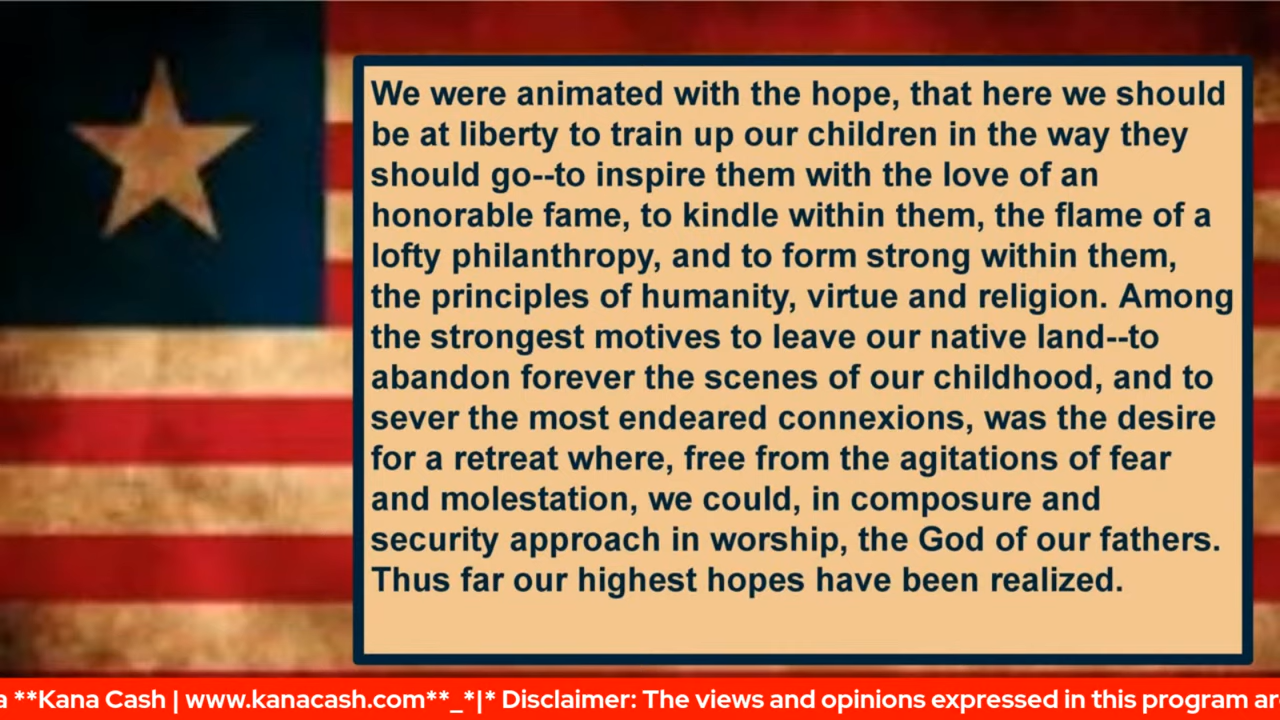 We were animated with the hope, that here we should
be at liberty to train up our children in the way they
should go--to inspire them with the love of an
honorable fame, to kindle within them, the flame of a
lofty philanthropy, and to form strong within them,
the principles of humanity, virtue and religion. Among
the strongest motives to leave our native land--to
abandon forever the scenes of our childhood, and to
sever the most endeared connexions, was the desire
for a retreat where, free from the agitations of fear
and molestation, we could, in composure and
security approach in worship, the God of our fathers.
Thus far our highest hopes have been realized.
a **Kana Cash | www.kanacash.com**_*|* Disclaimer: The views and opinions expressed in this program ar